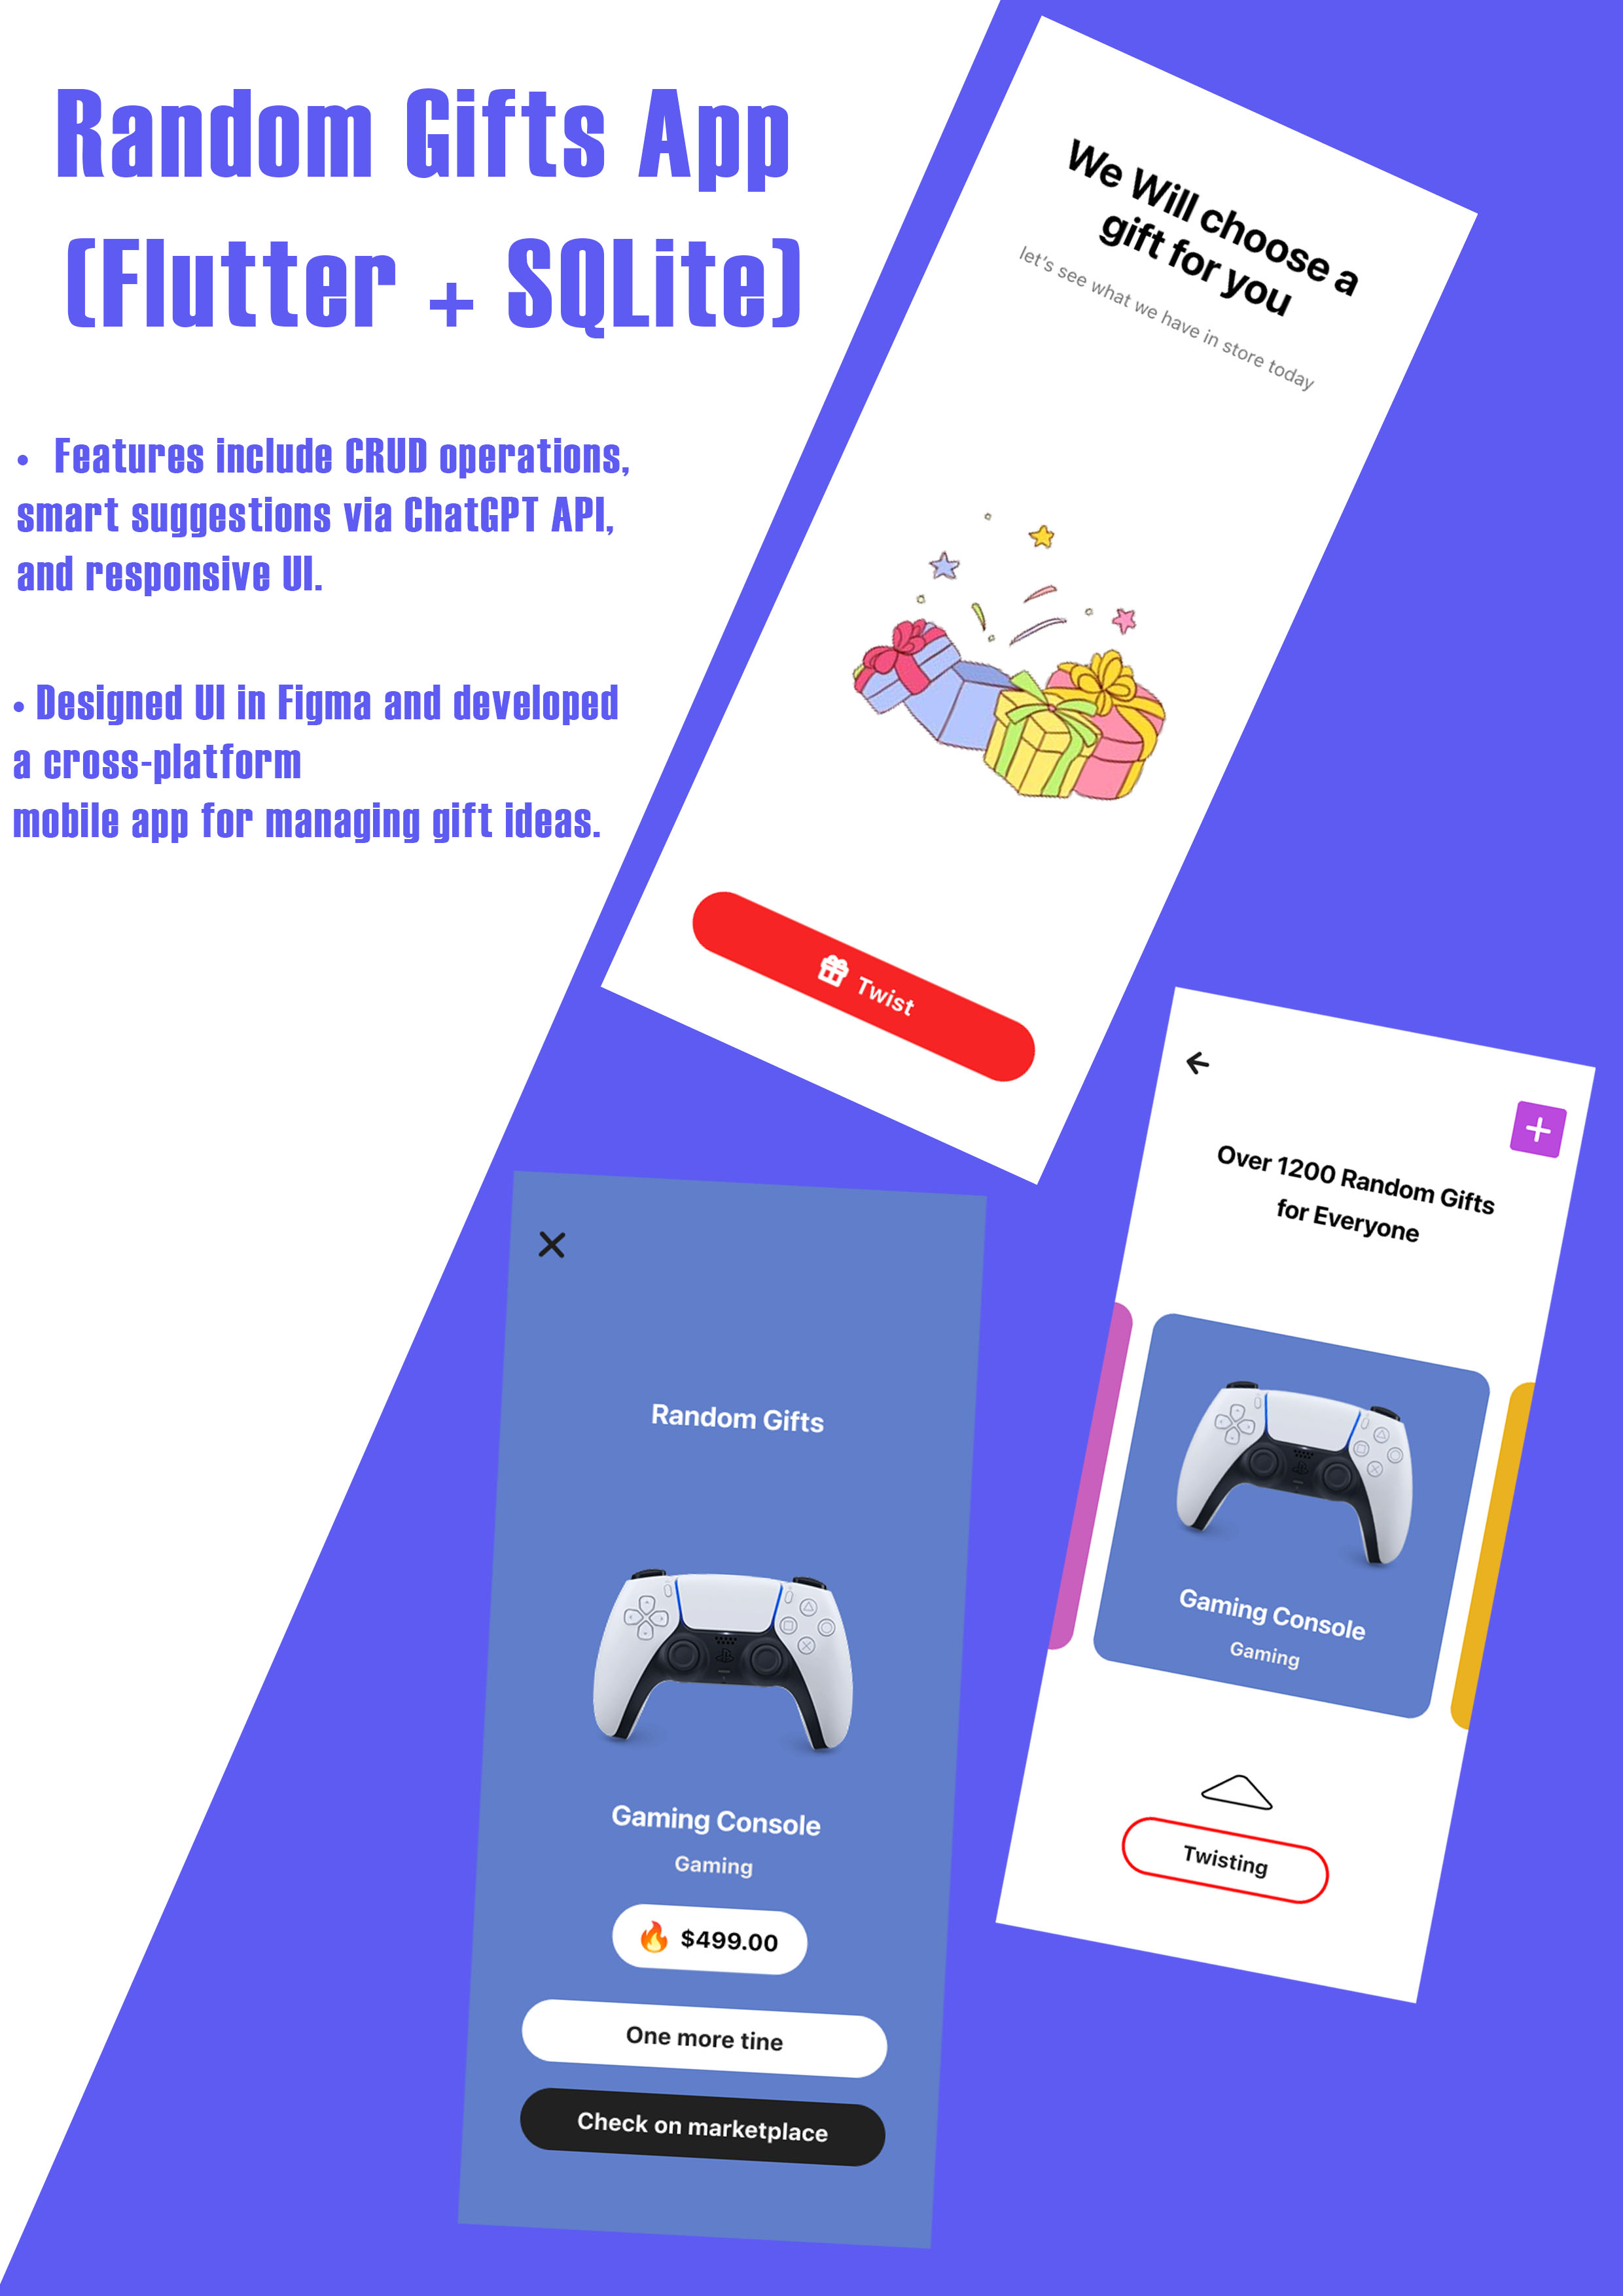 Random Gifts App
(Flutter + SQLite)
• Features include CRUD operations,
smart suggestions via ChatGPT API,
and responsive UI.
• Designed UI in Figma and developed
a cross-platform
mobile app for managing gift ideas.
We Will choose a
gift for you
let's see what we have in store today
Twist
Over 1200 Random Gifts
for Everyone
Gaming Console
Gaming
Twisting
Random Gifts
Gaming Console
Gaming
$499.00
One more tine
Check on marketplace